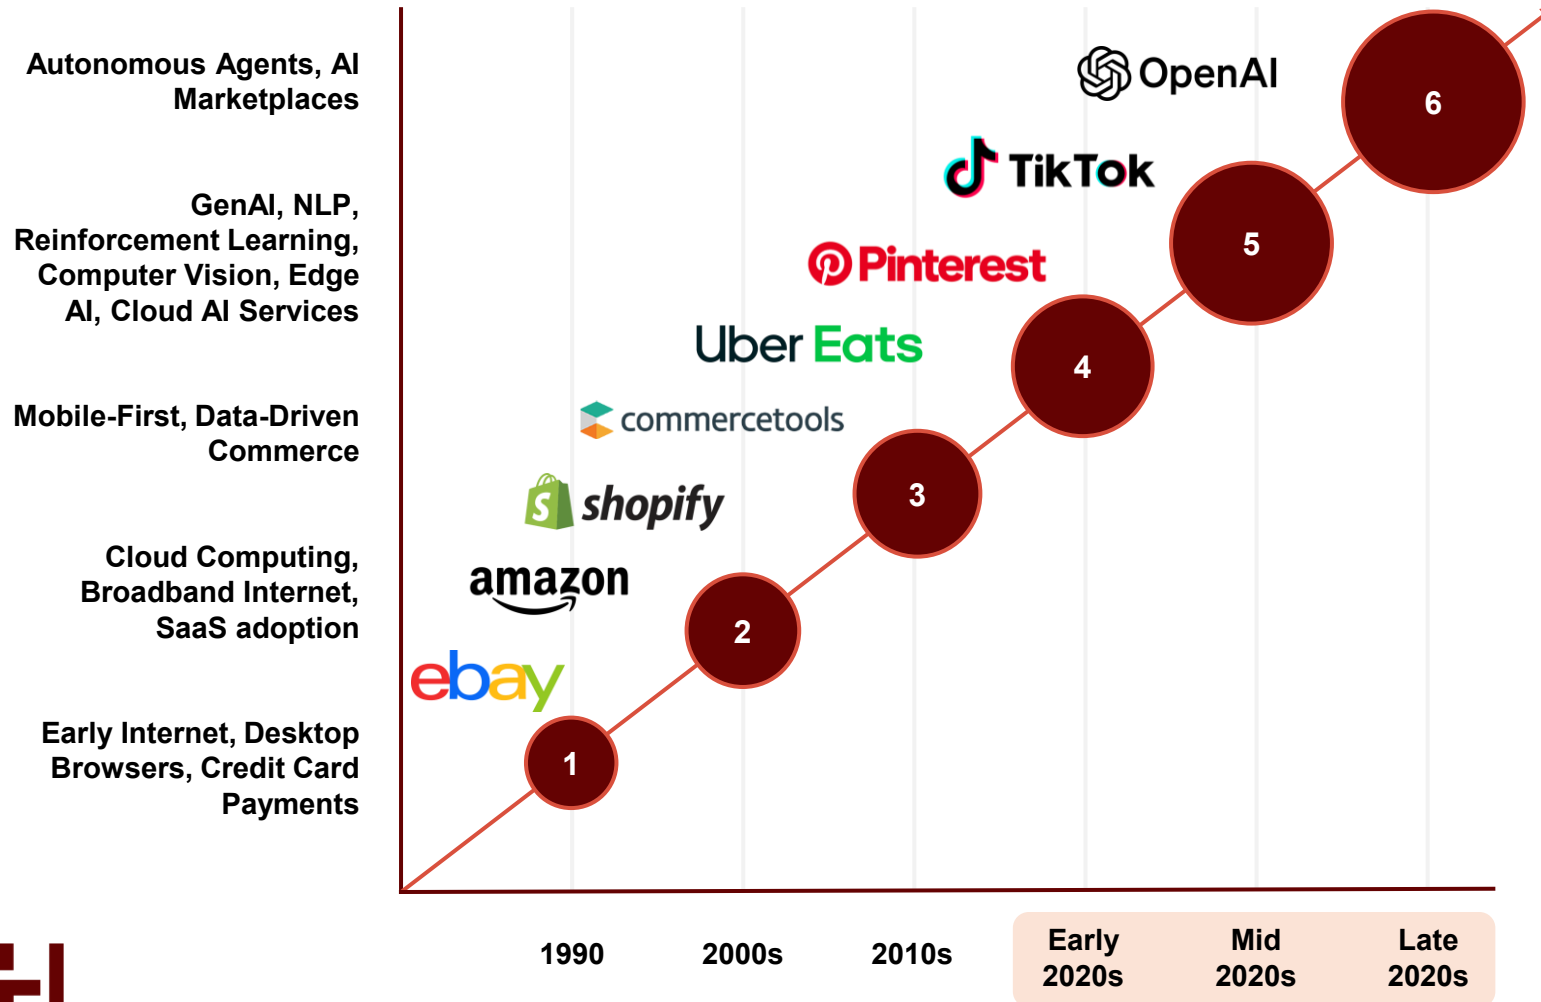 Autonomous Agents, AI
Marketplaces
GenAI, NLP,
Reinforcement Learning,
Computer Vision, Edge
AI, Cloud AI Services
Mobile-First, Data-Driven
Commerce
Cloud Computing,
Broadband Internet,
SaaS adoption
Early Internet, Desktop
Browsers, Credit Card
Payments
OpenAI
TikTok
Pinterest
Uber Eats
commercetools
shopify
amazon
ebay
6
5
4
3
2
1
1990
2000s
2010s
Early
2020s
Mid
2020s
Late
2020s